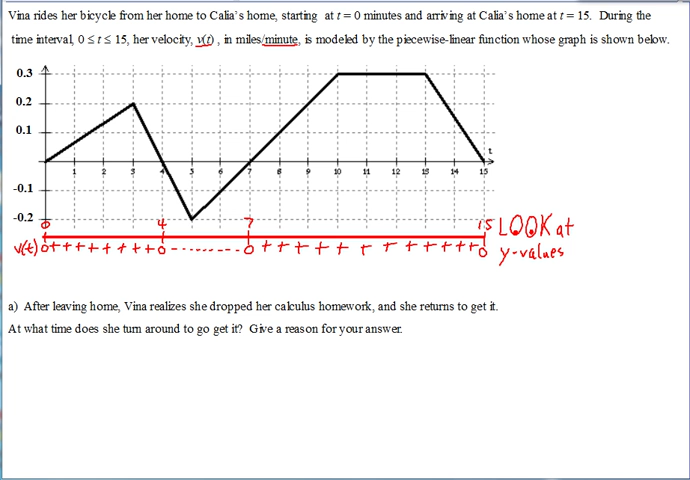 Vina rides her bicycle from her home to Calia's home, starting at t = 0 minutes and arriving at Calia's home at t = 15. During the
time interval, 0 ≤ t ≤ 15, her velocity, v(t), in miles/minute, is modeled by the piecewise-linear function whose graph is shown below.
0.3
0.2
0.1
t
1 2 3 4 5 6 7 8 9 10 11 12 13 14 15
-0.1
-0.2
0 4 7 15 LOOK at
v(t) 0 + + + + + + + + 0 - - - - - - - - - 0 + + + + + + + + + + + + + 0 y-values
a) After leaving home, Vina realizes she dropped her calculus homework, and she returns to get it.
At what time does she turn around to go get it? Give a reason for your answer.